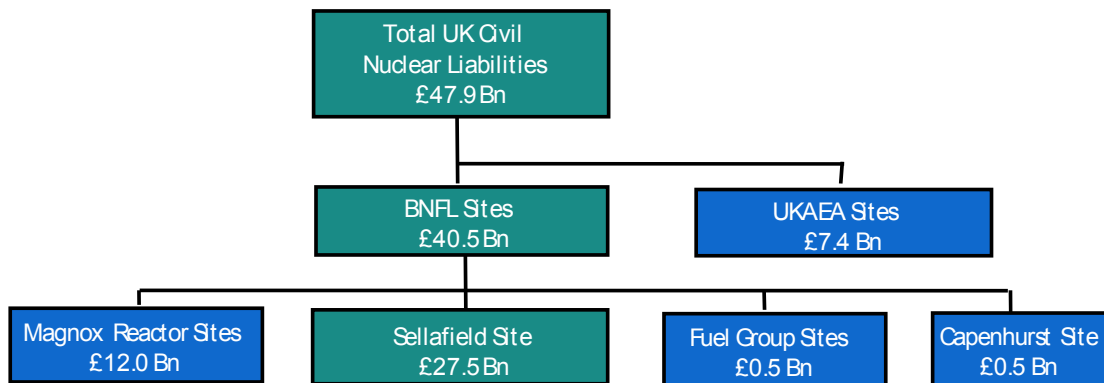 Total UK Civil
Nuclear Liabilities
£47.9 Bn
BNFL Sites
£40.5 Bn
UKAEA Sites
£7.4 Bn
Magnox Reactor Sites
£12.0 Bn
Sellafield Site
£27.5 Bn
Fuel Group Sites
£0.5 Bn
Capenhurst Site
£0.5 Bn